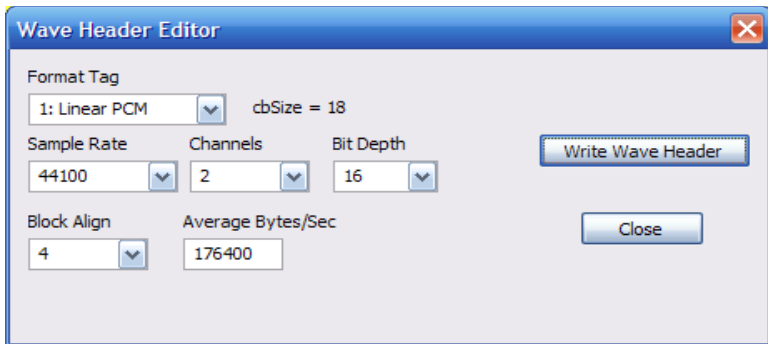 Wave Header Editor
Format Tag
1: Linear PCM cbSize = 18
Sample Rate Channels Bit Depth
44100 2 16
Write Wave Header
Block Align Average Bytes/Sec
4 176400
Close